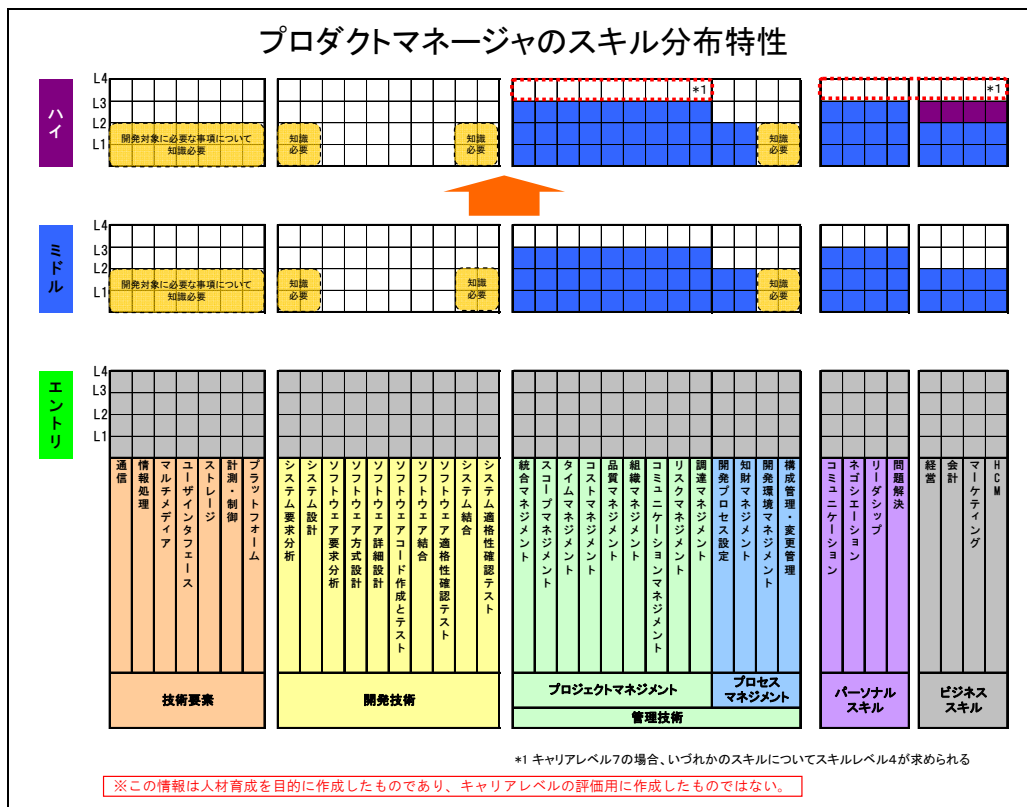 プロダクトマネージャのスキル分布特性
ハイ
L4
L3
L2
L1
開発対象に必要な事項について
知識必要
知識
必要
知識
必要
*1
知識
必要
*1
ミドル
L4
L3
L2
L1
開発対象に必要な事項について
知識必要
知識
必要
知識
必要
知識
必要
エントリ
L4
L3
L2
L1
通信
情報処理
マルチメディア
ユーザインタフェース
ストレージ
計測・制御
プラットフォーム
システム要求分析
システム設計
ソフトウェア要求分析
ソフトウェア方式設計
ソフトウェア詳細設計
ソフトウェアコード作成とテスト
ソフトウェア結合
ソフトウェア適格性確認テスト
システム結合
システム適格性確認テスト
統合マネジメント
スコープマネジメント
タイムマネジメント
コストマネジメント
品質マネジメント
組織マネジメント
コミュニケーションマネジメント
リスクマネジメント
調達マネジメント
開発プロセス設定
知財マネジメント
開発環境マネジメント
構成管理・変更管理
コミュニケーション
ネゴシエーション
リーダシップ
問題解決
経営
会計
マーケティング
HCM
技術要素
開発技術
プロジェクトマネジメント
プロセス
マネジメント
管理技術
パーソナル
スキル
ビジネス
スキル
*1 キャリアレベル7の場合、いづれかのスキルについてスキルレベル4が求められる
※この情報は人材育成を目的に作成したものであり、キャリアレベルの評価用に作成したものではない。